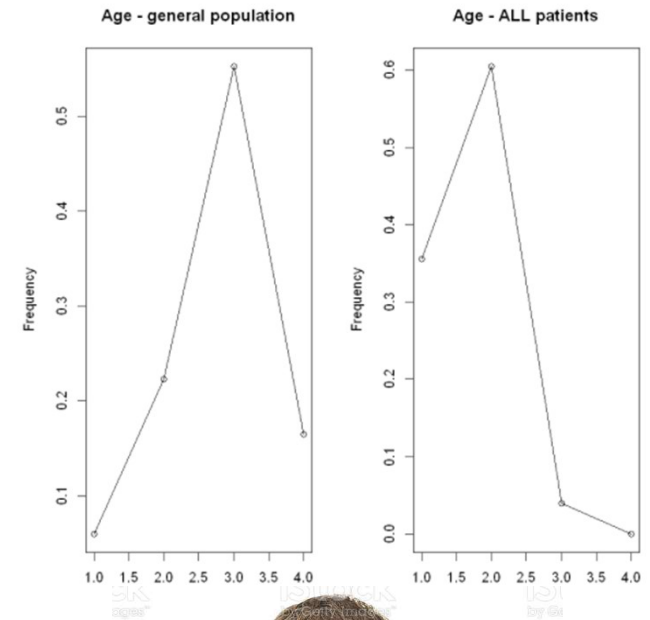 Age - general population
Age - ALL patients
Frequency
0.1
0.2
0.3
0.4
0.5
1.0 1.5 2.0 2.5 3.0 3.5 4.0
Frequency
0.0
0.1
0.2
0.3
0.4
0.5
0.6
1.0 1.5 2.0 2.5 3.0 3.5 4.0
by Getty Images™